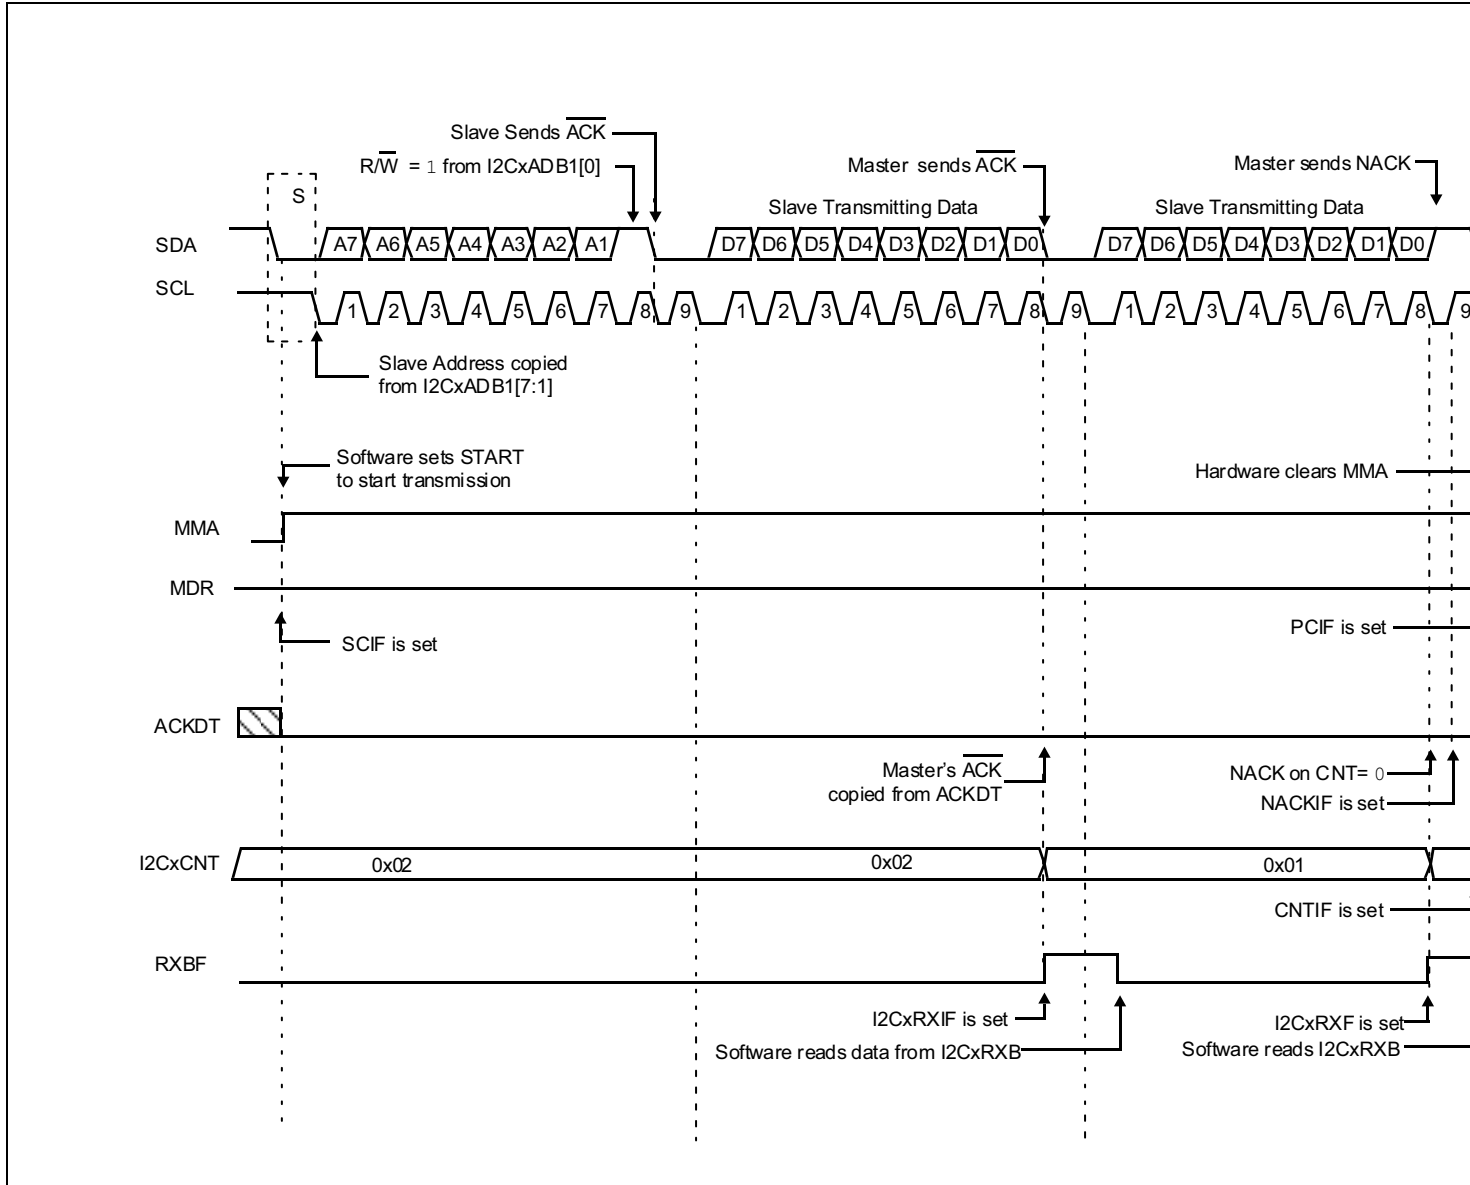 Slave Sends ACK
R/W = 1 from I2CxADB1[0]
Master sends ACK
Master sends NACK
S
Slave Transmitting Data
Slave Transmitting Data
SDA
A7 A6 A5 A4 A3 A2 A1
D7 D6 D5 D4 D3 D2 D1 D0
D7 D6 D5 D4 D3 D2 D1 D0
SCL
1 2 3 4 5 6 7 8 9
1 2 3 4 5 6 7 8 9
1 2 3 4 5 6 7 8 9
Slave Address copied
from I2CxADB1[7:1]
Software sets START
to start transmission
Hardware clears MMA
MMA
MDR
SCIF is set
PCIF is set
ACKDT
Master's ACK
copied from ACKDT
NACK on CNT= 0
NACKIF is set
I2CxCNT
0x02
0x02
0x01
CNTIF is set
RXBF
I2CxRXIF is set
Software reads data from I2CxRXB
I2CxRXF is set
Software reads I2CxRXB